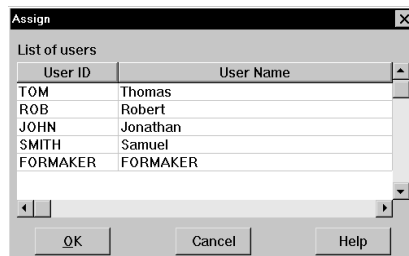 Assign
List of users
User ID User Name
TOM Thomas
ROB Robert
JOHN Jonathan
SMITH Samuel
FORMAKER FORMAKER
OK Cancel Help